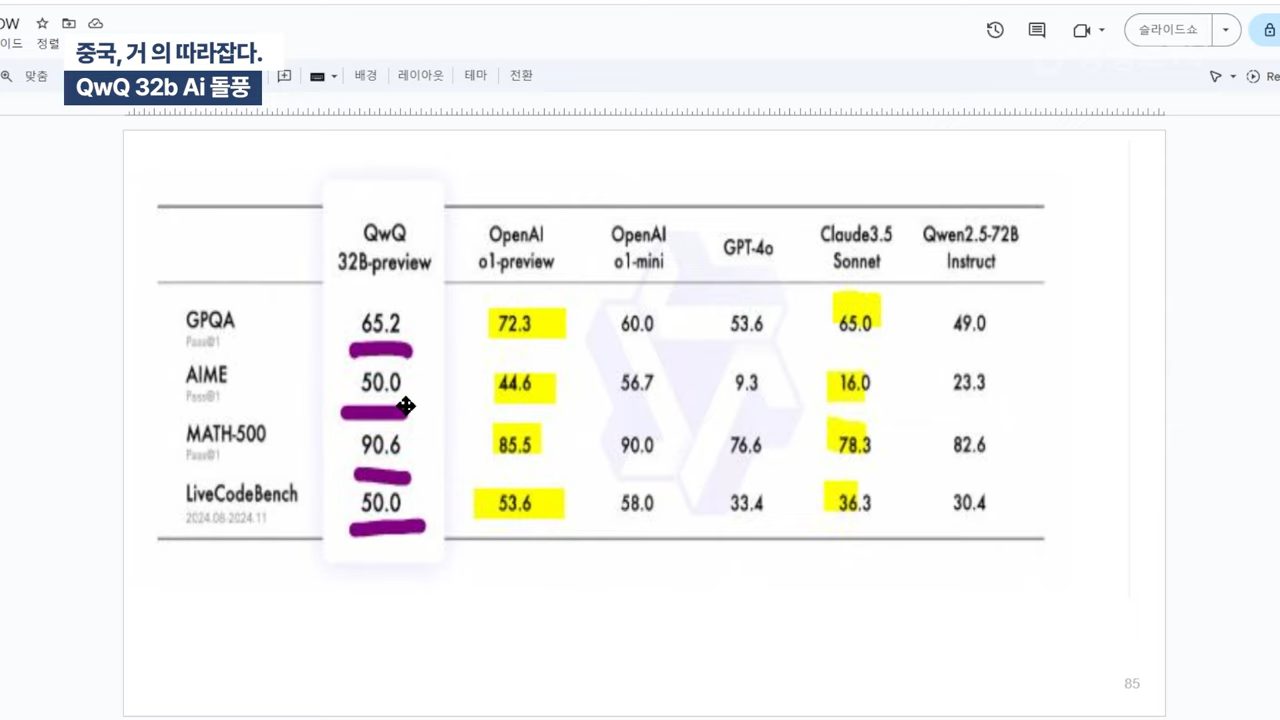 OW
이드 정렬
중국, 거 의 따라잡다.
QwQ 32b Ai 돌풍
슬라이드쇼
맞춤
배경 레이아웃 테마 전환
Re
QwQ 32B-preview OpenAI o1-preview OpenAI o1-mini GPT-4o Claude3.5 Sonnet Qwen2.5-72B Instruct
GPQA 65.2 72.3 60.0 53.6 65.0 49.0
Pass@1
AIME 50.0 44.6 56.7 9.3 16.0 23.3
Pass@1
MATH-500 90.6 85.5 90.0 76.6 78.3 82.6
Pass@1
LiveCodeBench 50.0 53.6 58.0 33.4 36.3 30.4
2024.08-2024.11
85